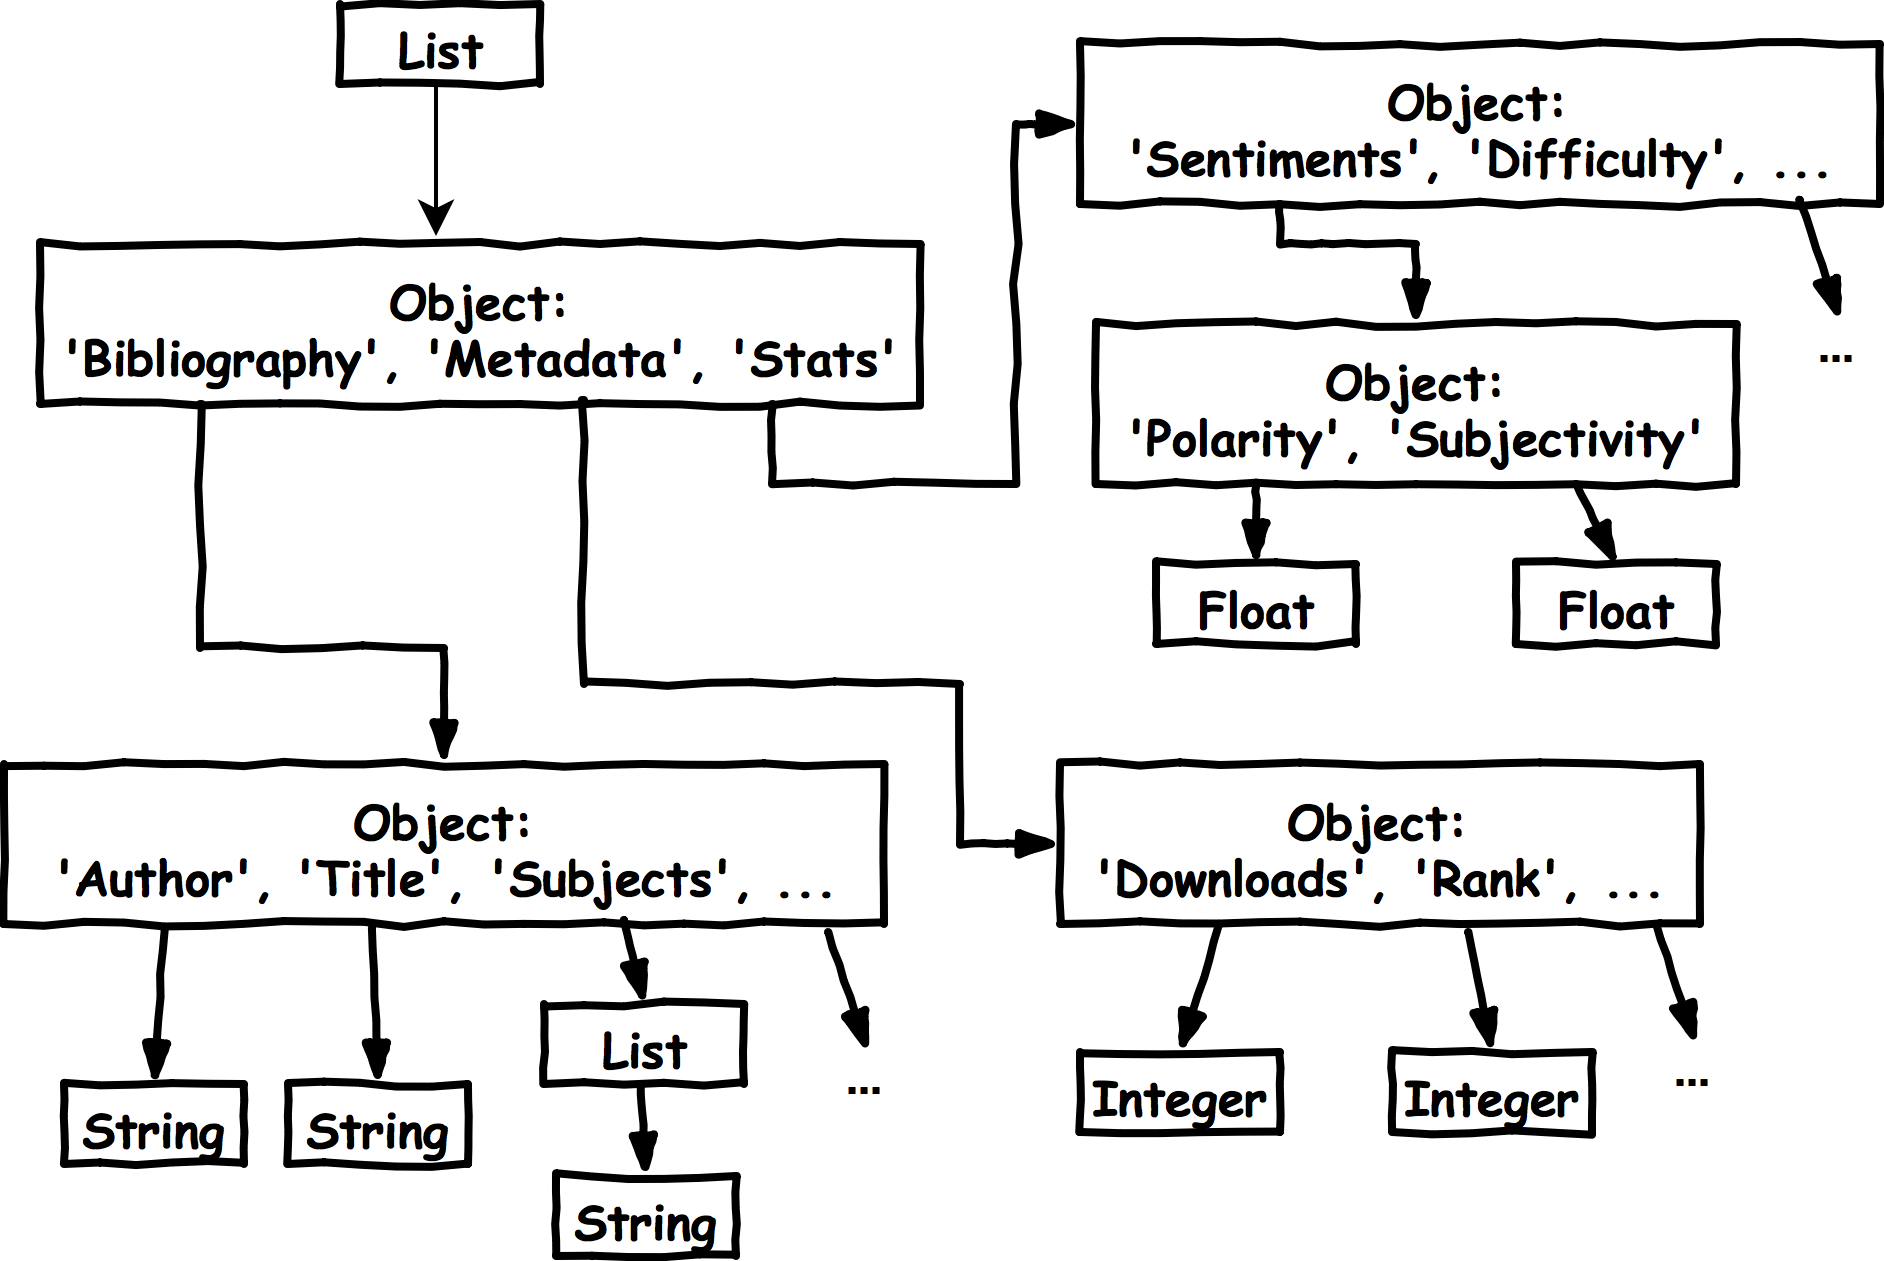 List
Object:
'Bibliography', 'Metadata', 'Stats'
Object:
'Sentiments', 'Difficulty', ...
...
Object:
'Polarity', 'Subjectivity'
Float
Float
Object:
'Author', 'Title', 'Subjects', ...
String
String
List
String
...
Object:
'Downloads', 'Rank', ...
Integer
Integer
...